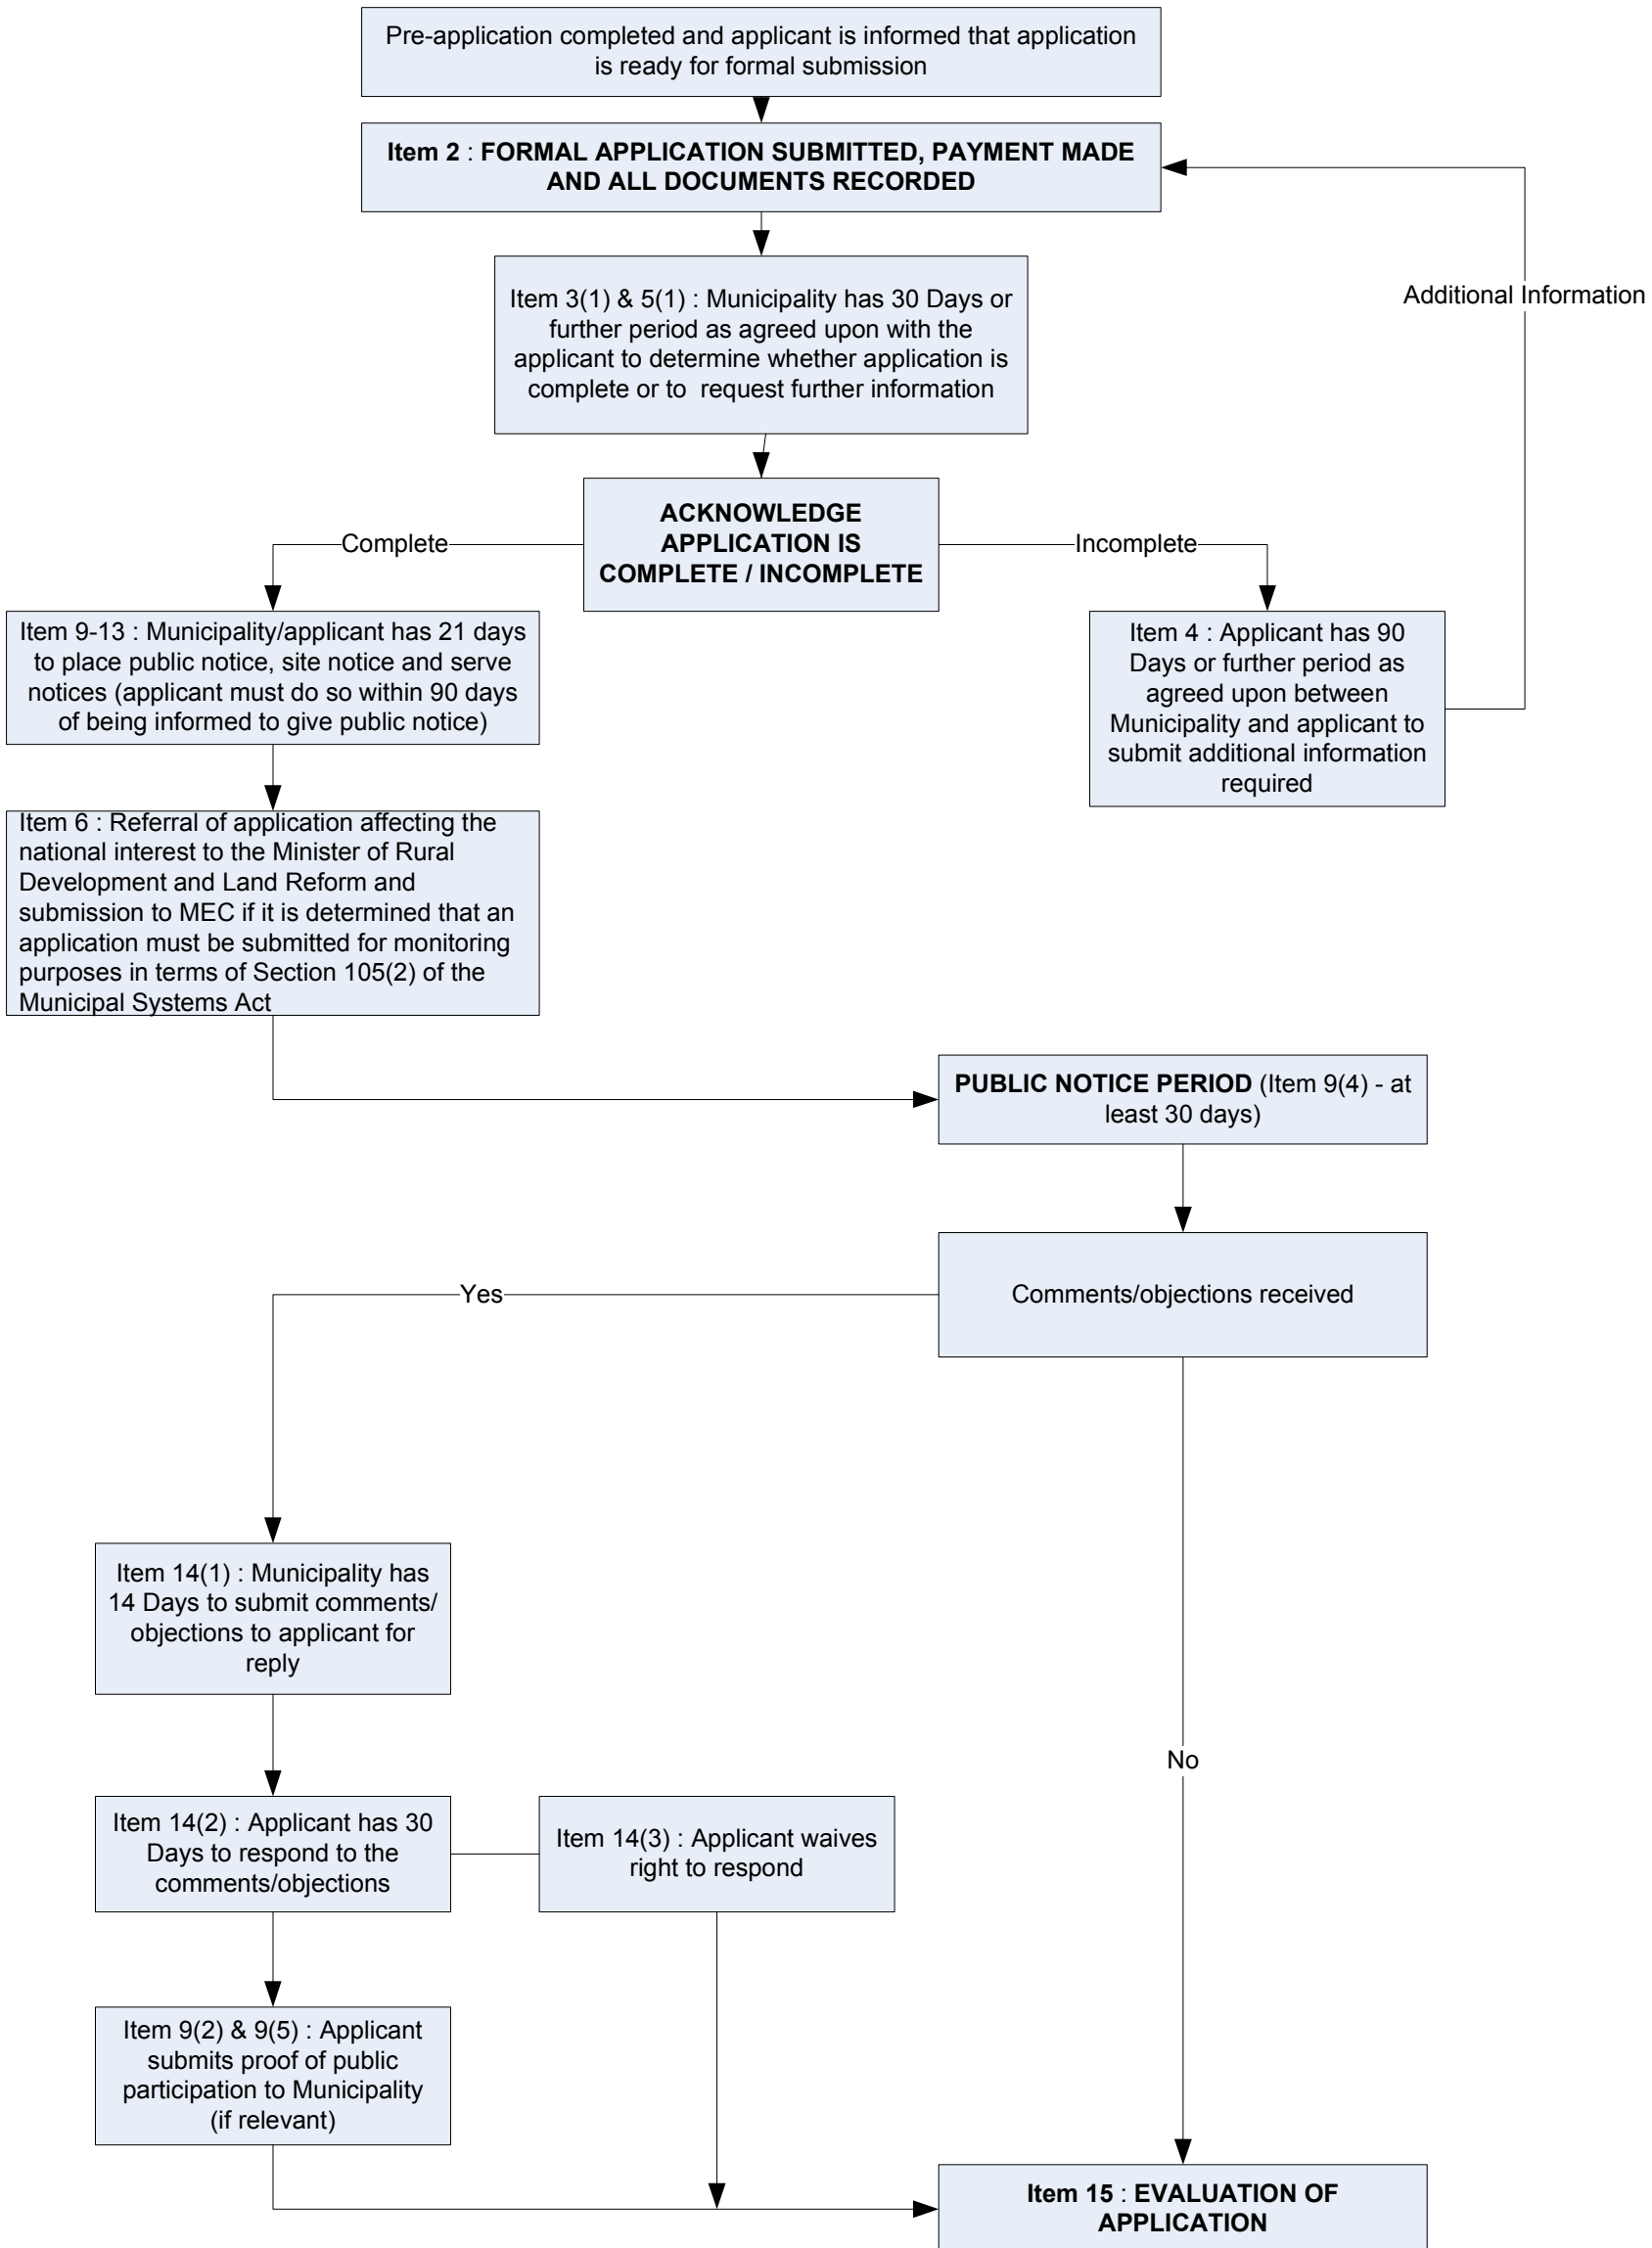 Pre-application completed and applicant is informed that application
is ready for formal submission
Item 2 : FORMAL APPLICATION SUBMITTED, PAYMENT MADE
AND ALL DOCUMENTS RECORDED
Additional Information
Item 3(1) & 5(1) : Municipality has 30 Days or
further period as agreed upon with the
applicant to determine whether application is
complete or to  request further information
ACKNOWLEDGE
APPLICATION IS
COMPLETE / INCOMPLETE
Complete
Incomplete
Item 9-13 : Municipality/applicant has 21 days
to place public notice, site notice and serve
notices (applicant must do so within 90 days
of being informed to give public notice)
Item 4 : Applicant has 90
Days or further period as
agreed upon between
Municipality and applicant to
submit additional information
required
Item 6 : Referral of application affecting the
national interest to the Minister of Rural
Development and Land Reform and
submission to MEC if it is determined that an
application must be submitted for monitoring
purposes in terms of Section 105(2) of the
Municipal Systems Act
PUBLIC NOTICE PERIOD (Item 9(4) - at
least 30 days)
Comments/objections received
Yes
Item 14(1) : Municipality has
14 Days to submit comments/
objections to applicant for
reply
No
Item 14(2) : Applicant has 30
Days to respond to the
comments/objections
Item 14(3) : Applicant waives
right to respond
Item 9(2) & 9(5) : Applicant
submits proof of public
participation to Municipality
(if relevant)
Item 15 : EVALUATION OF
APPLICATION